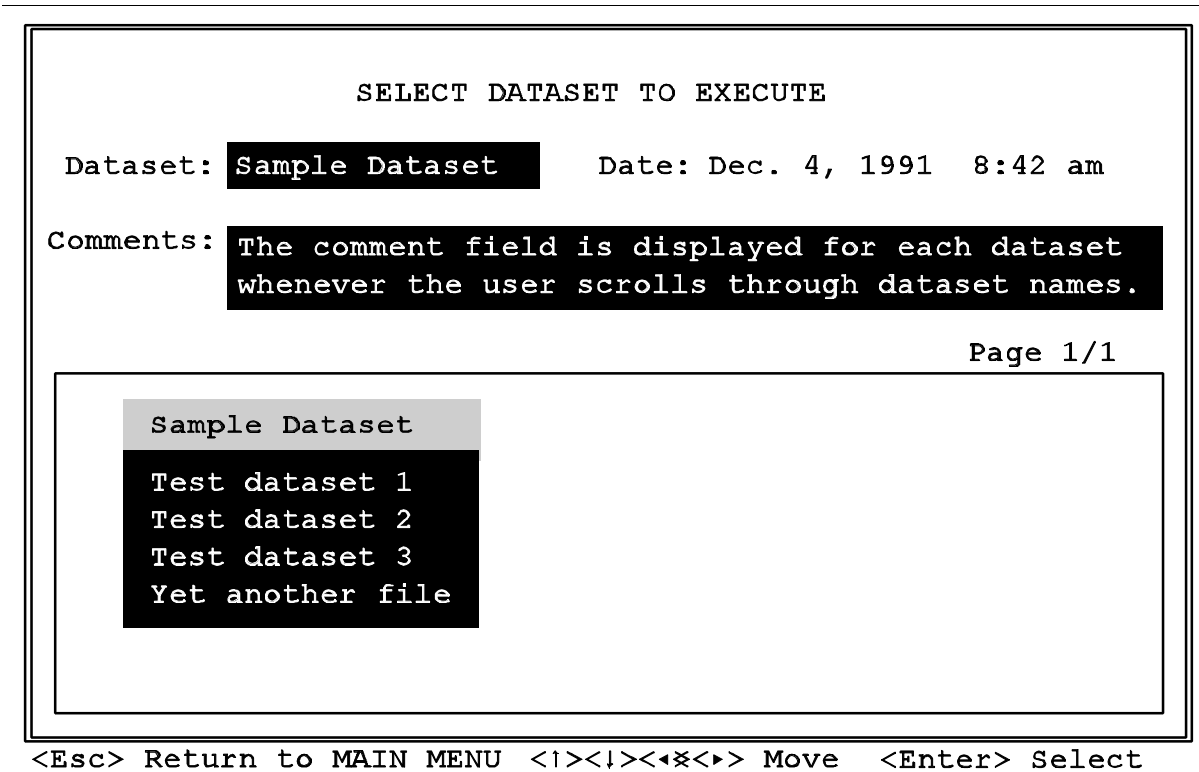 SELECT DATASET TO EXECUTE
Dataset: Sample Dataset Date: Dec. 4, 1991 8:42 am
Comments: The comment field is displayed for each dataset
whenever the user scrolls through dataset names.
Page 1/1
Sample Dataset
Test dataset 1
Test dataset 2
Test dataset 3
Yet another file
<Esc> Return to MAIN MENU <↑><↓><◂><▸> Move <Enter> Select